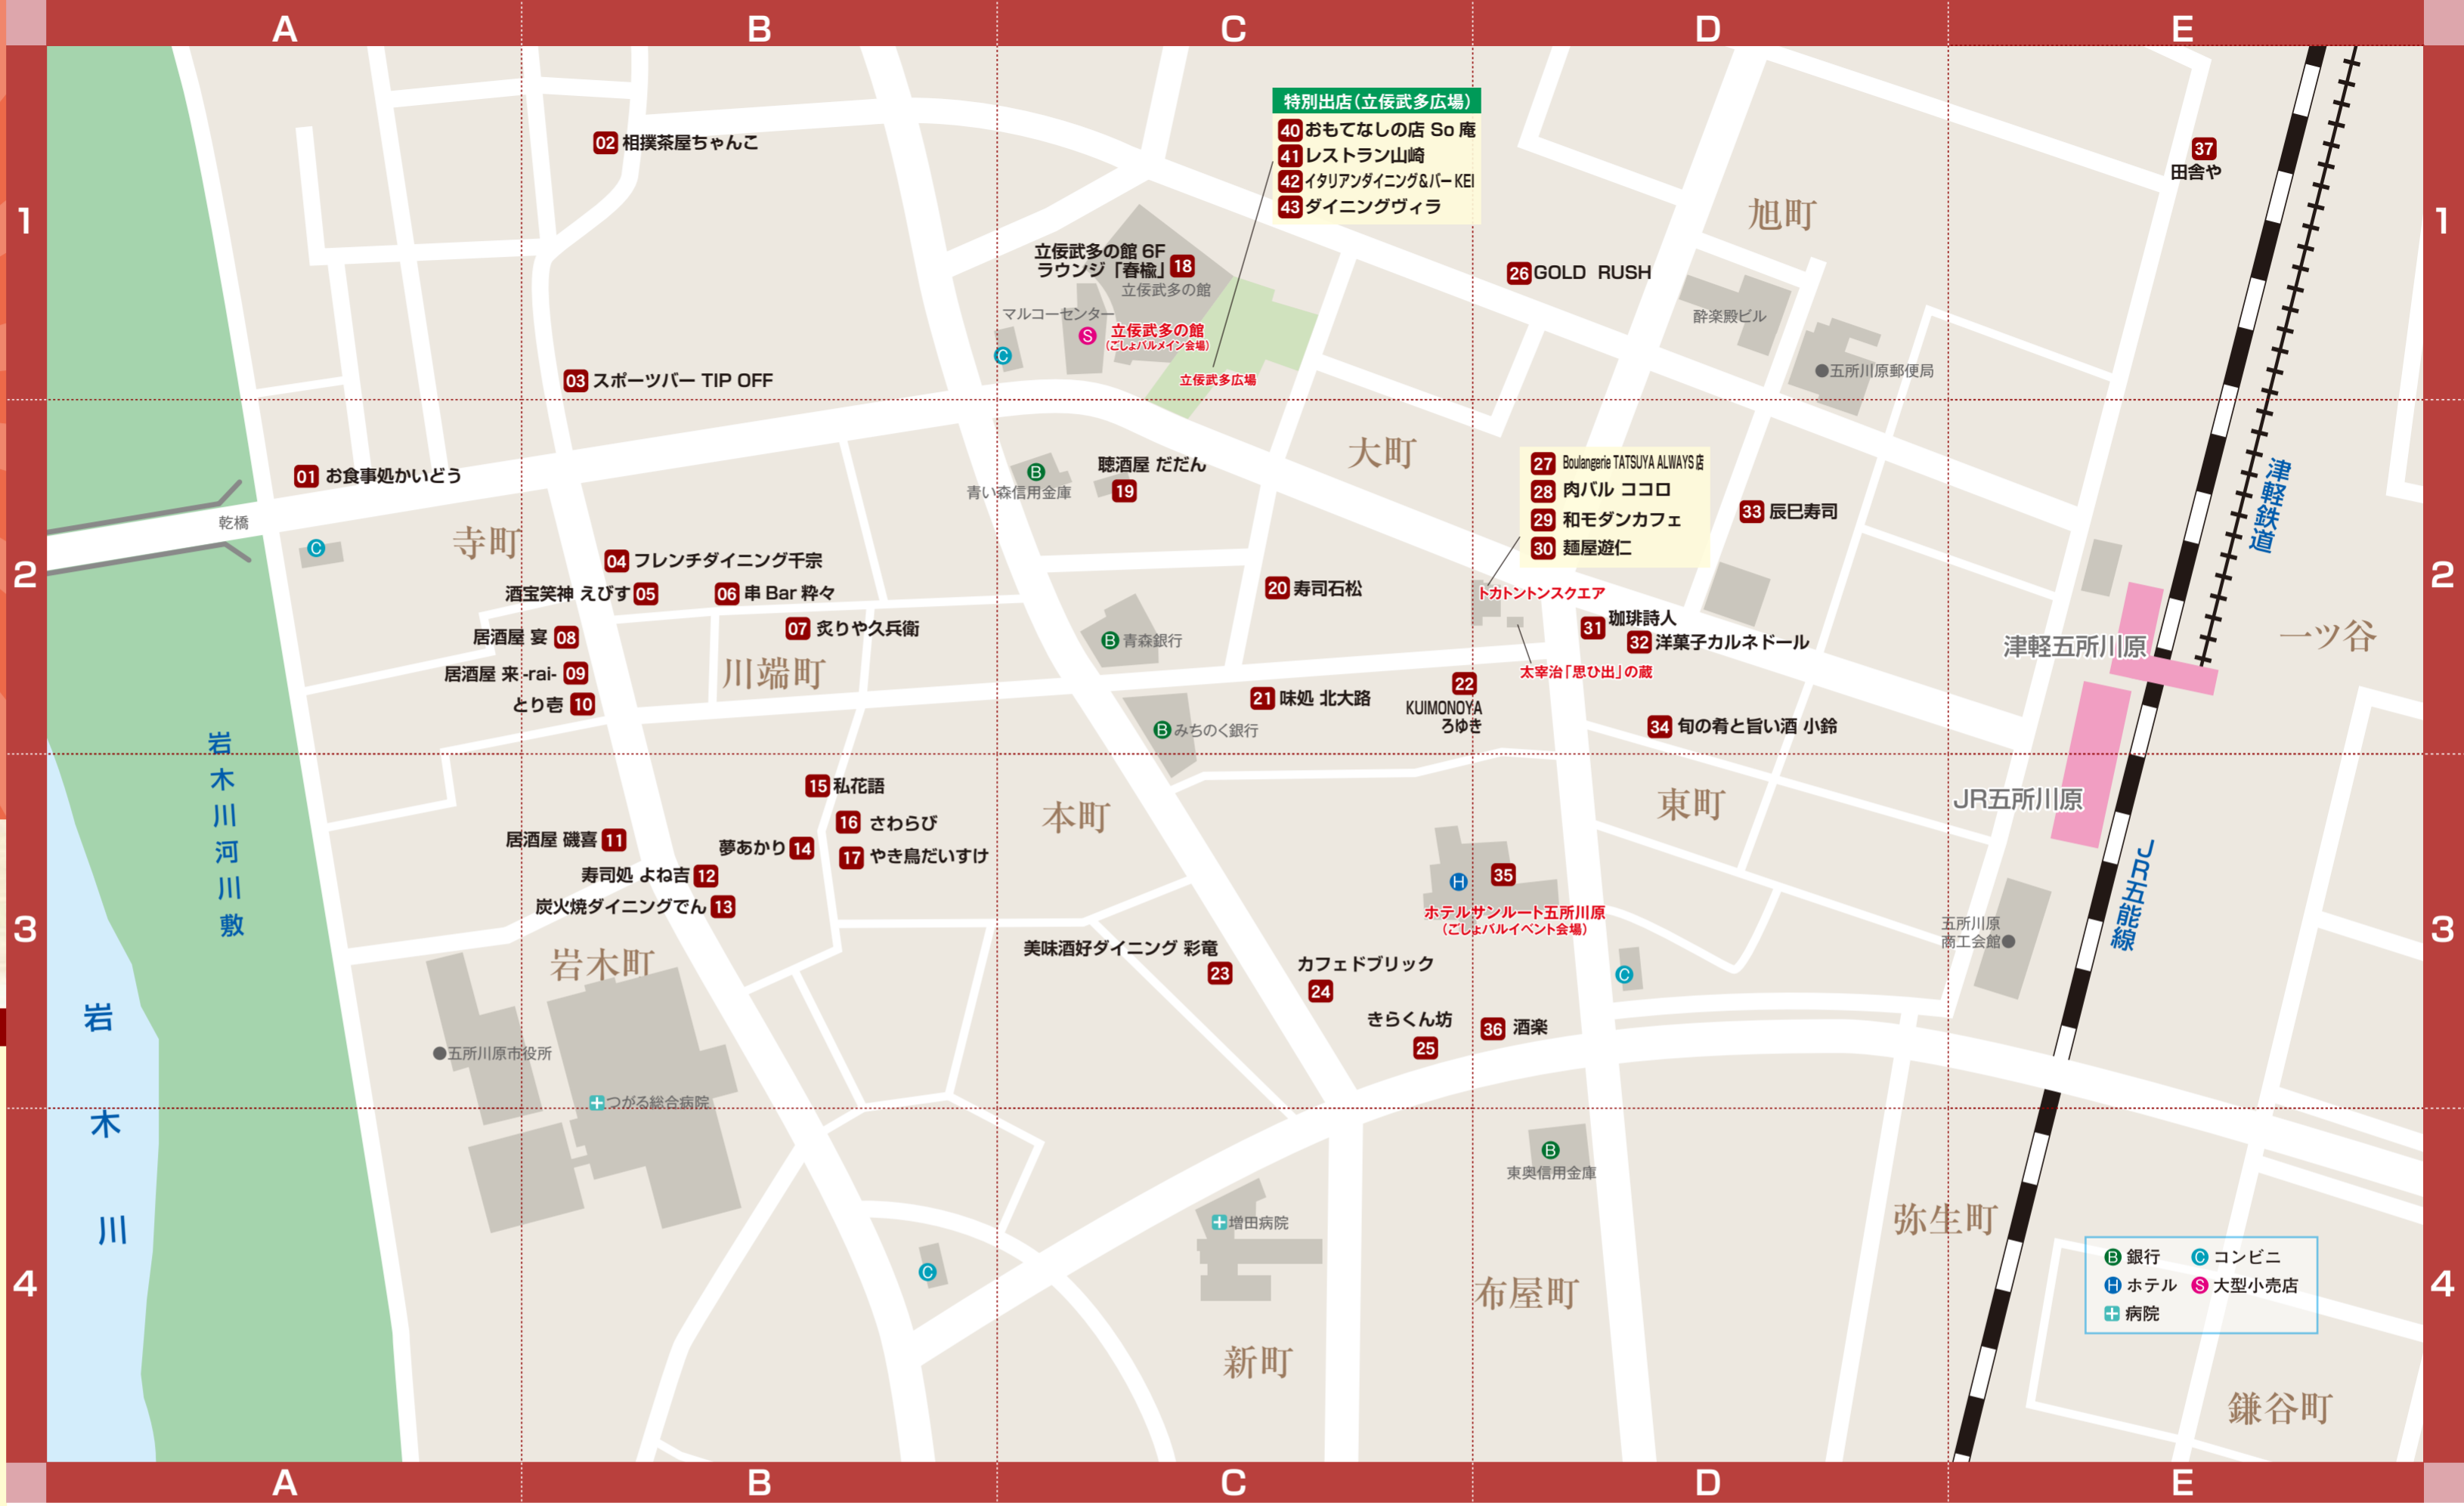 A B C D E
1
2
3
4
1
2
3
4
A B C D E
02 相撲茶屋ちゃんこ
03 スポーツバー TIP OFF
特別出店(立佞武多広場)
40 おもてなしの店 So 庵
41 レストラン山崎
42 イタリアンダイニング&バー KEI
43 ダイニングヴィラ
立佞武多の館 6F
ラウンジ「春楡」 18
立佞武多の館
マルコーセンター
C
S
立佞武多の館
(ごしょバルメイン会場)
立佞武多広場
26 GOLD RUSH
旭町
酔楽殿ビル
五所川原郵便局
37
田舎や
01 お食事処かいどう
乾橋
C
寺町
04 フレンチダイニング千宗
酒宝笑神 えびす 05
06 串 Bar 粋々
07 炙りや久兵衛
居酒屋 宴 08
居酒屋 来 -rai- 09
とり壱 10
川端町
B
青い森信用金庫
聴酒屋 だだん
19
大町
20 寿司石松
B 青森銀行
21 味処 北大路
B みちのく銀行
22
KUIMONOYA
ろゆき
27 Boulangerie TATSUYA ALWAYS店
28 肉バル ココロ
29 和モダンカフェ
30 麺屋遊仁
トカトントンスクエア
太宰治「思ひ出」の蔵
31 珈琲詩人
32 洋菓子カルネドール
33 辰巳寿司
34 旬の肴と旨い酒 小鈴
津軽鉄道
津軽五所川原
一ツ谷
岩木川河川敷
岩木川
15 私花語
16 さわらび
夢あかり 14
17 やき鳥だいすけ
居酒屋 磯喜 11
寿司処 よね吉 12
炭火焼ダイニングでん 13
岩木町
五所川原市役所
つがる総合病院
本町
美味酒好ダイニング 彩竜
23
カフェドブリック
24
きらくん坊
25
H
35
ホテルサンルート五所川原
(ごしょバルイベント会場)
36 酒楽
C
東町
JR五所川原
JR五能線
五所川原
商工会館
C
増田病院
新町
B
東奥信用金庫
布屋町
弥生町
鎌谷町
B 銀行
C コンビニ
H ホテル
S 大型小売店
病院